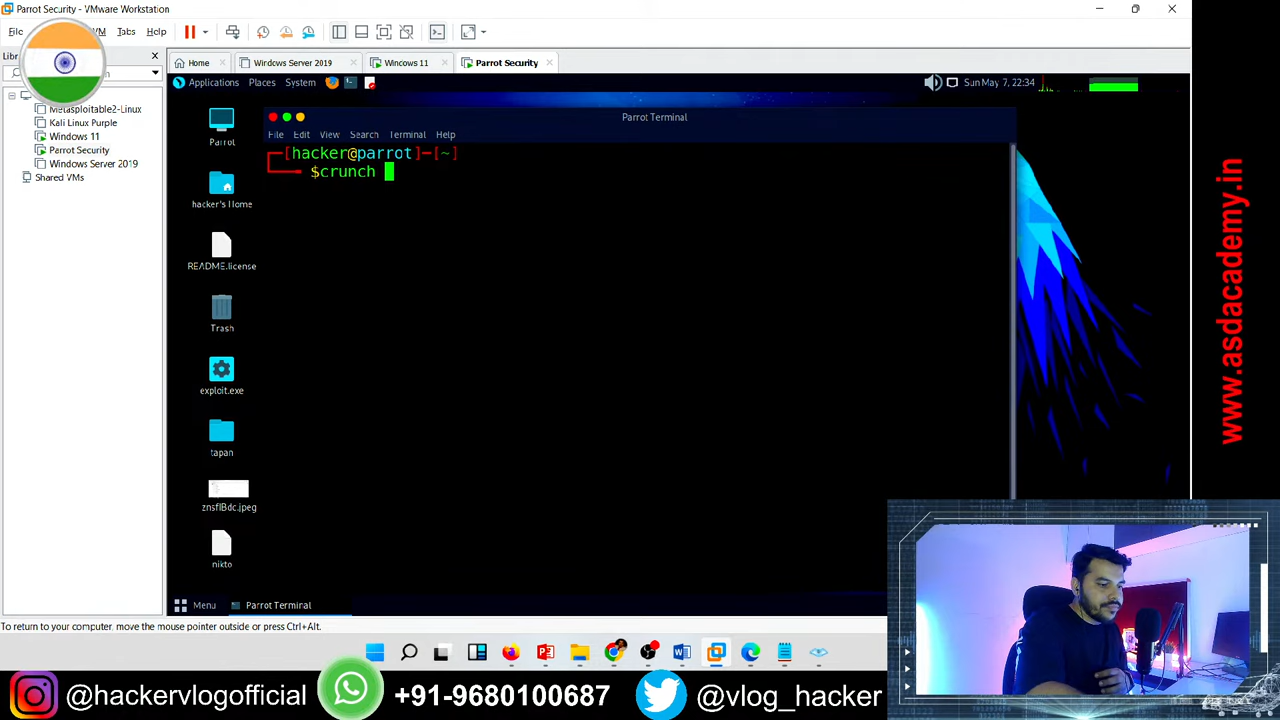 Parrot Security - VMware Workstation
File
VM
Tabs
Help
Home
Windows Server 2019
Windows 11
Parrot Security
Metasploitable2-Linux
Kali Linux Purple
Windows 11
Parrot Security
Windows Server 2019
Shared VMs
Applications
Places
System
Sun May 7, 22:34
Parrot Terminal
File Edit View Search Terminal Help
[hacker@parrot]-[~]
$crunch
Parrot
hacker's Home
README.license
Trash
exploit.exe
tapan
nikto
Menu
Parrot Terminal
To return to your computer, move the mouse pointer outside or press Ctrl+Alt.
@hackervlogofficial
+91-9680100687
@vlog_hacker
www.asdacademy.in